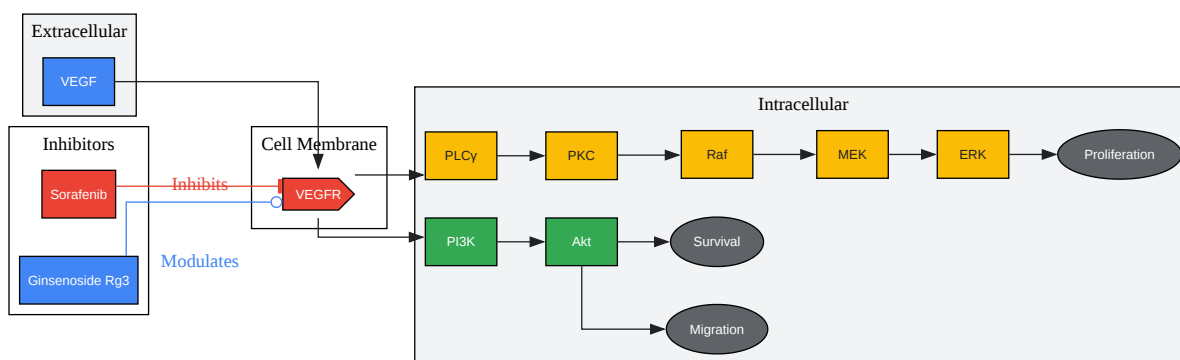 Extracellular
VEGF
Inhibitors
Sorafenib
Ginsenoside Rg3
Inhibits
Modulates
Cell Membrane
VEGFR
Intracellular
PLCγ
PKC
Raf
MEK
ERK
Proliferation
PI3K
Akt
Survival
Migration